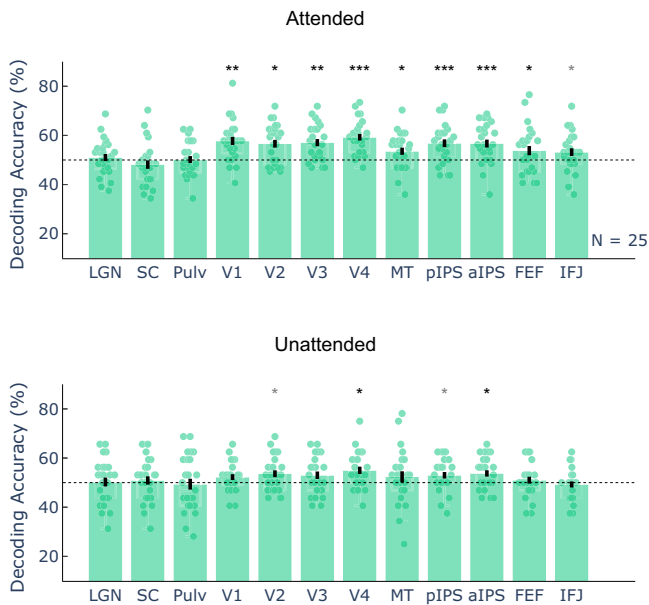 Attended
** * ** *** * *** *** * *
Decoding Accuracy (%)
80
60
40
20
N = 25
LGN SC Pulv V1 V2 V3 V4 MT pIPS aIPS FEF IFJ
Unattended
* * * *
Decoding Accuracy (%)
80
60
40
20
LGN SC Pulv V1 V2 V3 V4 MT pIPS aIPS FEF IFJ